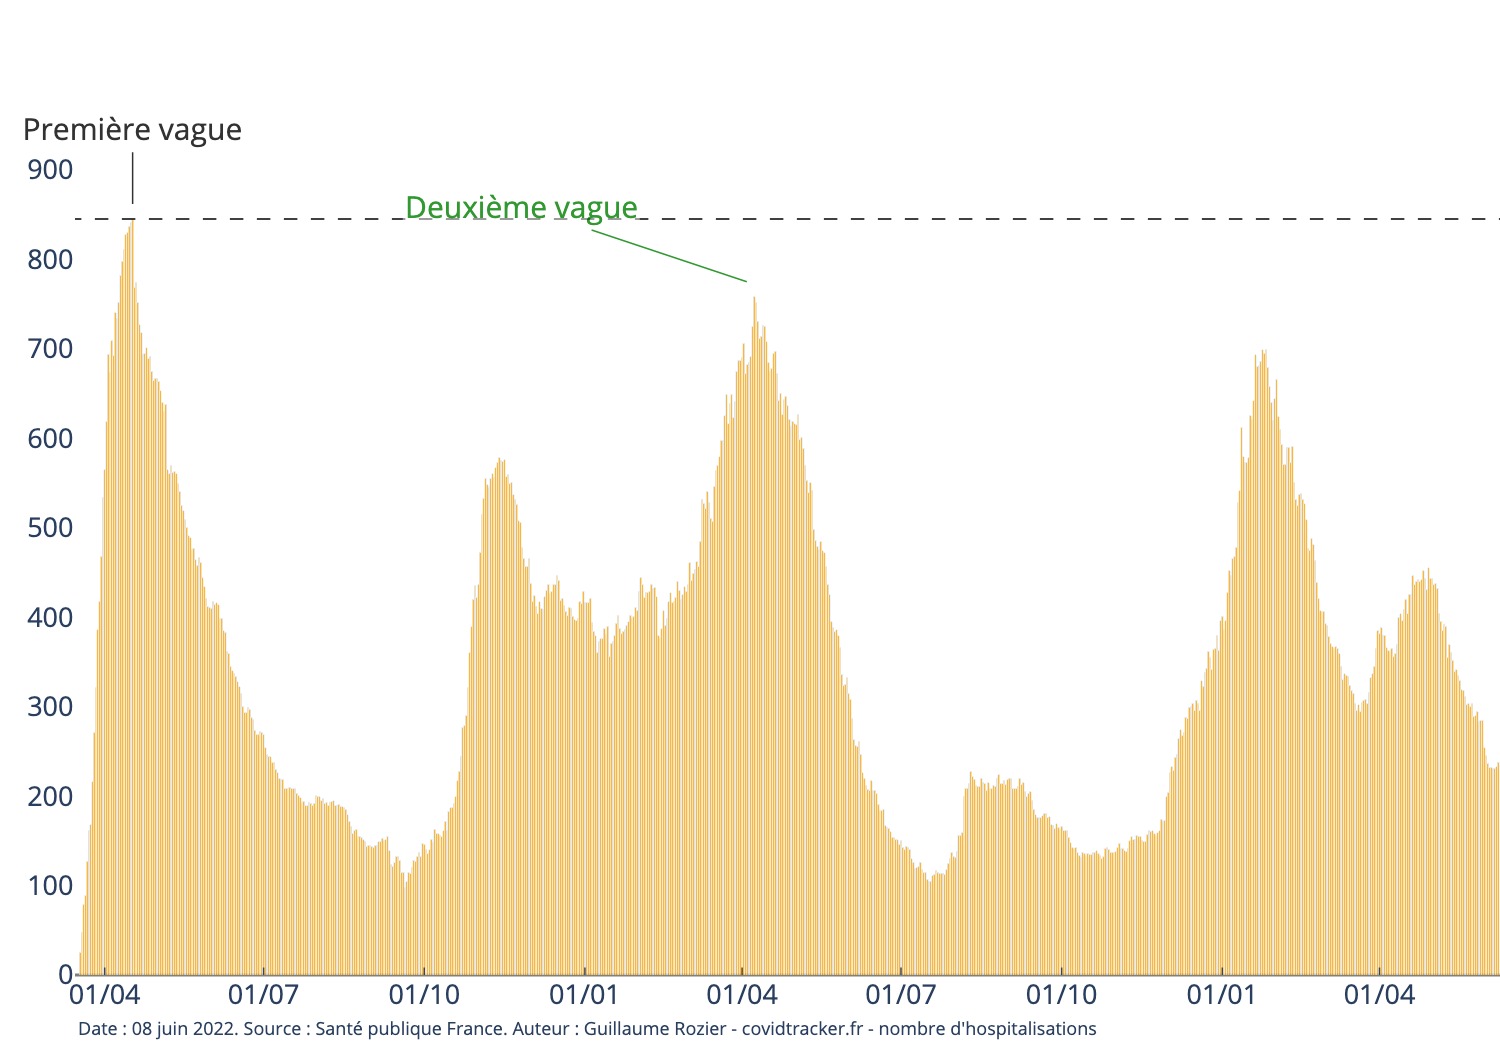 Première vague
900
Deuxième vague
800
700
600
500
400
300
200
100
0
01/04 01/07 01/10 01/01 01/04 01/07 01/10 01/01 01/04
Date : 08 juin 2022. Source : Santé publique France. Auteur : Guillaume Rozier - covidtracker.fr - nombre d'hospitalisations